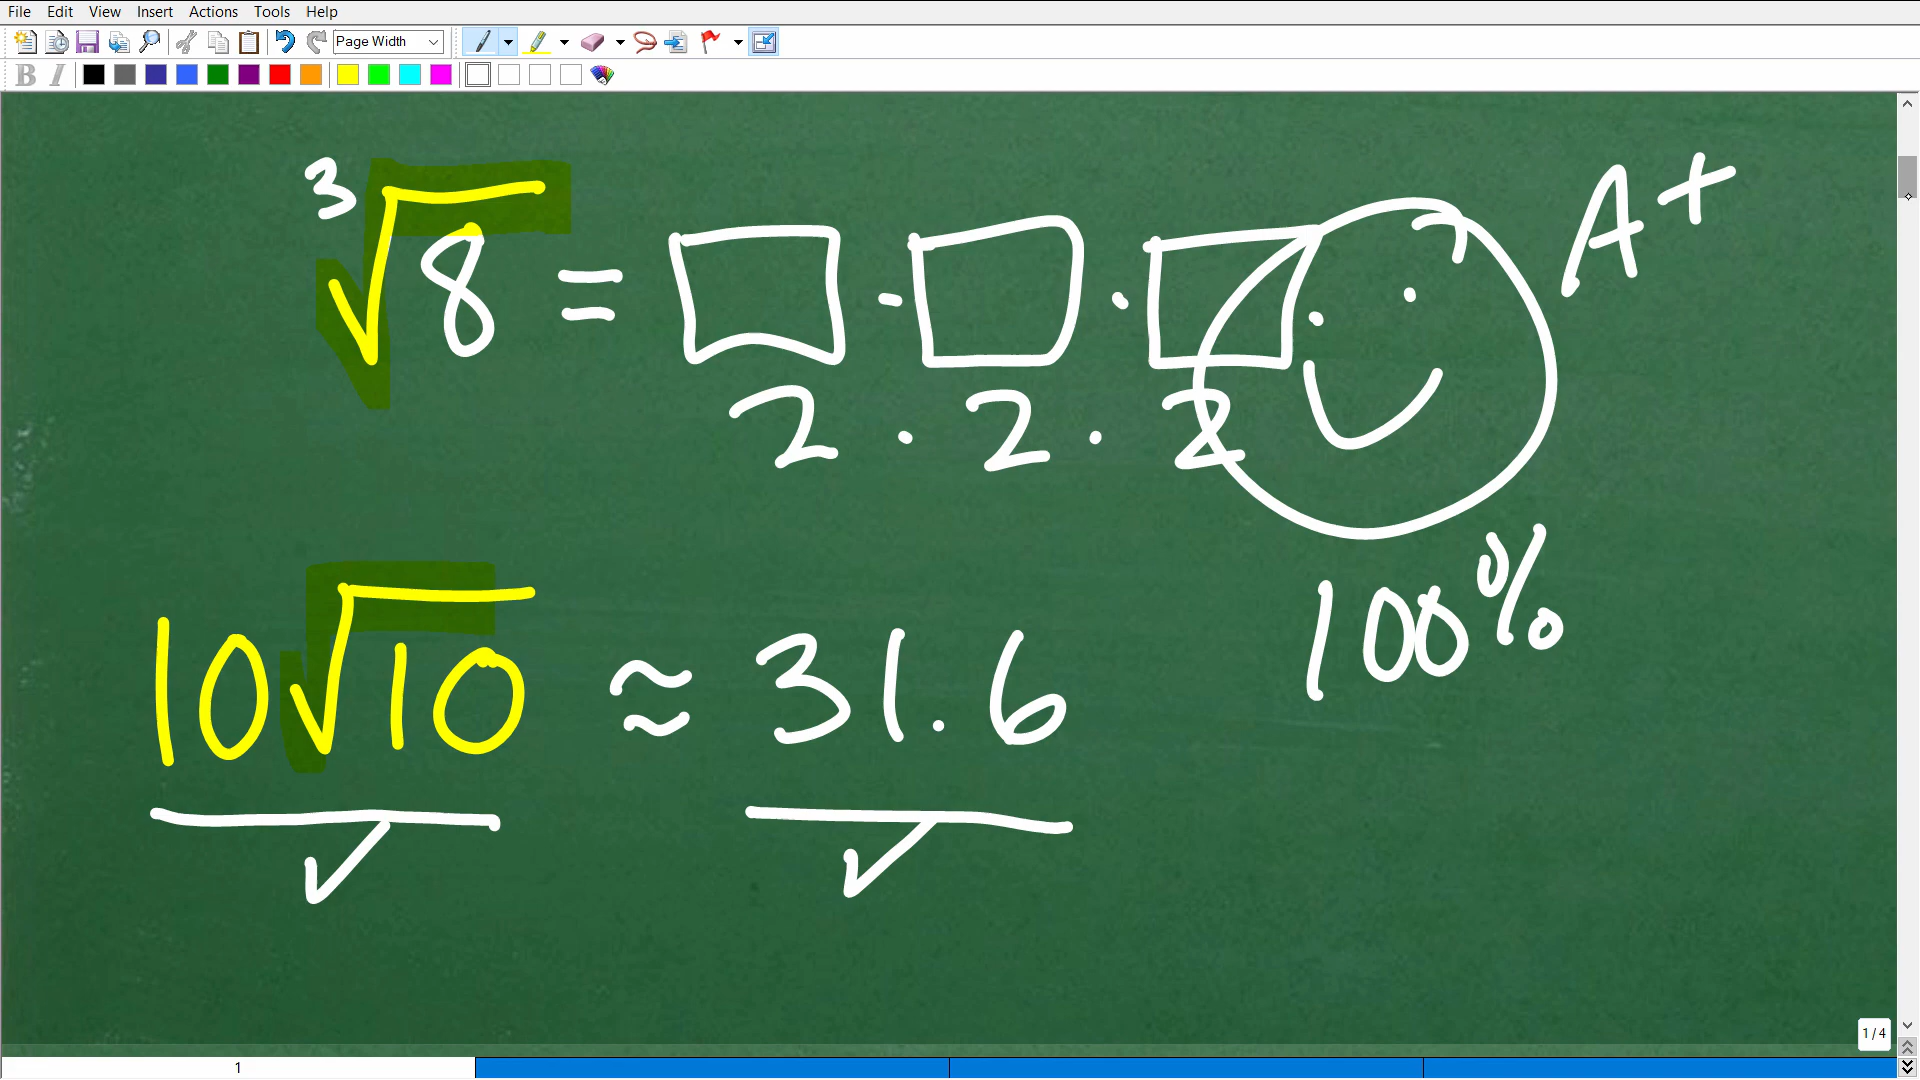 File Edit View Insert Actions Tools Help
Page Width
B I
³√8 = □ · □ · □ A+
2 · 2 · 2
100%
10√10 ≈ 31.6
✓ ✓
1 / 4
1